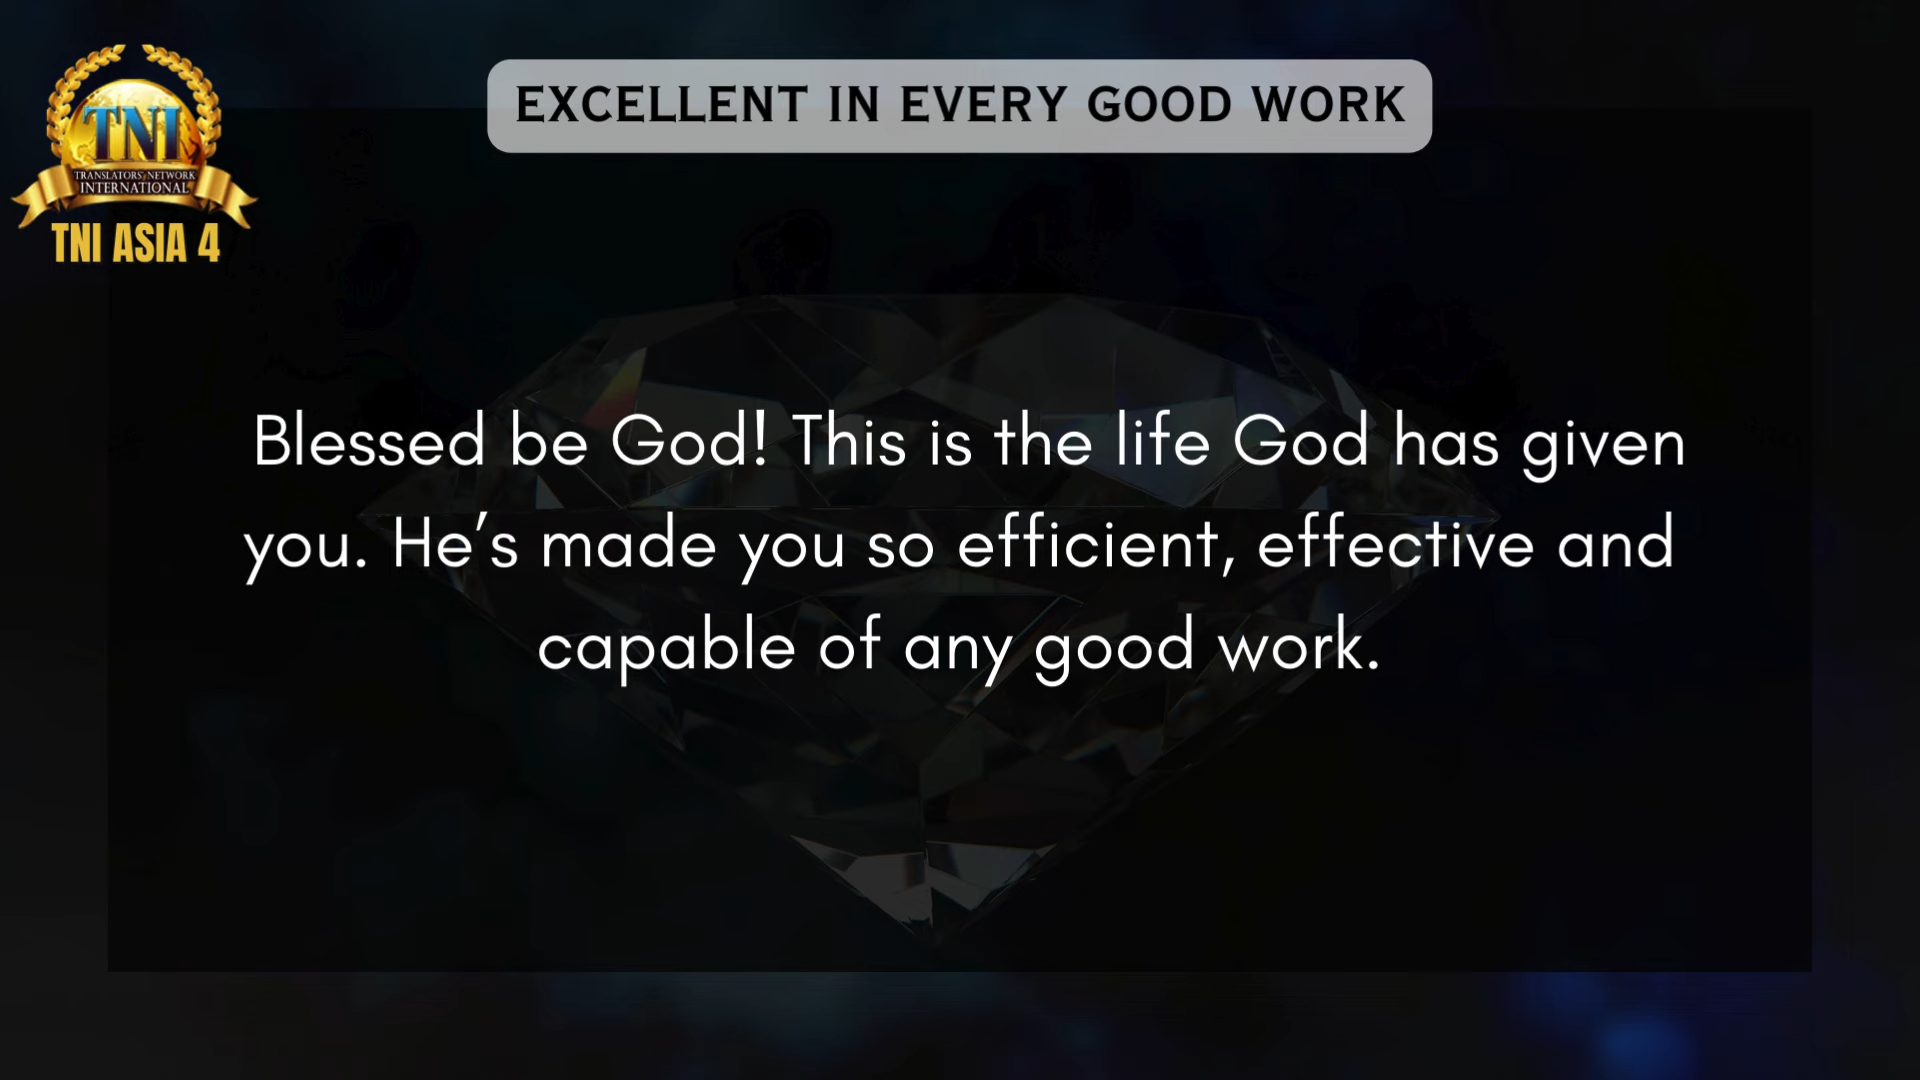 EXCELLENT IN EVERY GOOD WORK
TNI
TRANSLATORS' NETWORK
INTERNATIONAL
TNI ASIA 4
Blessed be God! This is the life God has given
you. He’s made you so efficient, effective and
capable of any good work.